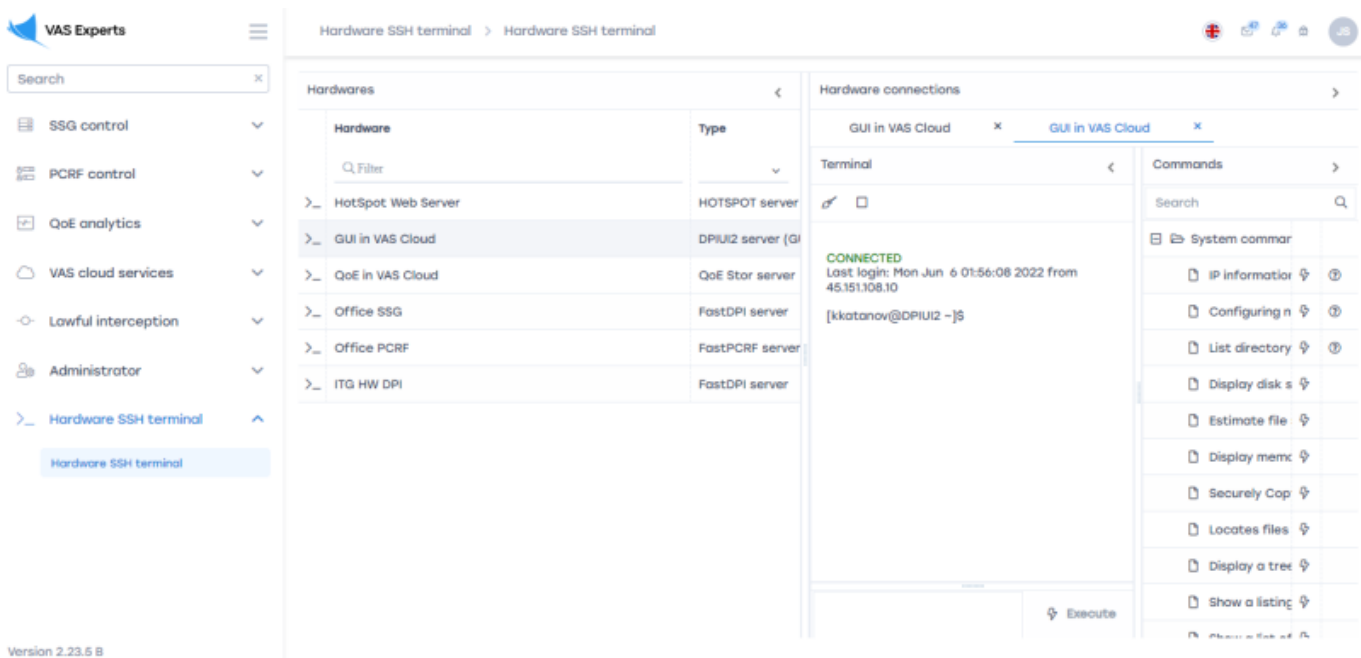 VAS Experts
Hardware SSH terminal > Hardware SSH terminal
JS
Search
SSG control
PCRF control
QoE analytics
VAS cloud services
Lawful interception
Administrator
Hardware SSH terminal
Hardware SSH terminal
Version 2.23.5 B
Hardwares
Hardware
Type
Filter
HotSpot Web Server
HOTSPOT server
GUI in VAS Cloud
DPIUI2 server (GU
QoE in VAS Cloud
QoE Stor server
Office SSG
FastDPI server
Office PCRF
FastPCRF server
ITG HW DPI
FastDPI server
Hardware connections
GUI in VAS Cloud
GUI in VAS Cloud
Terminal
CONNECTED
Last login: Mon Jun 6 01:56:08 2022 from
45.151.108.10
[kkatanov@DPIUI2 ~]$
Execute
Commands
Search
System commar
IP information
Configuring n
List directory
Display disk s
Estimate file
Display memo
Securely Cop
Locates files
Display a tree
Show a listing